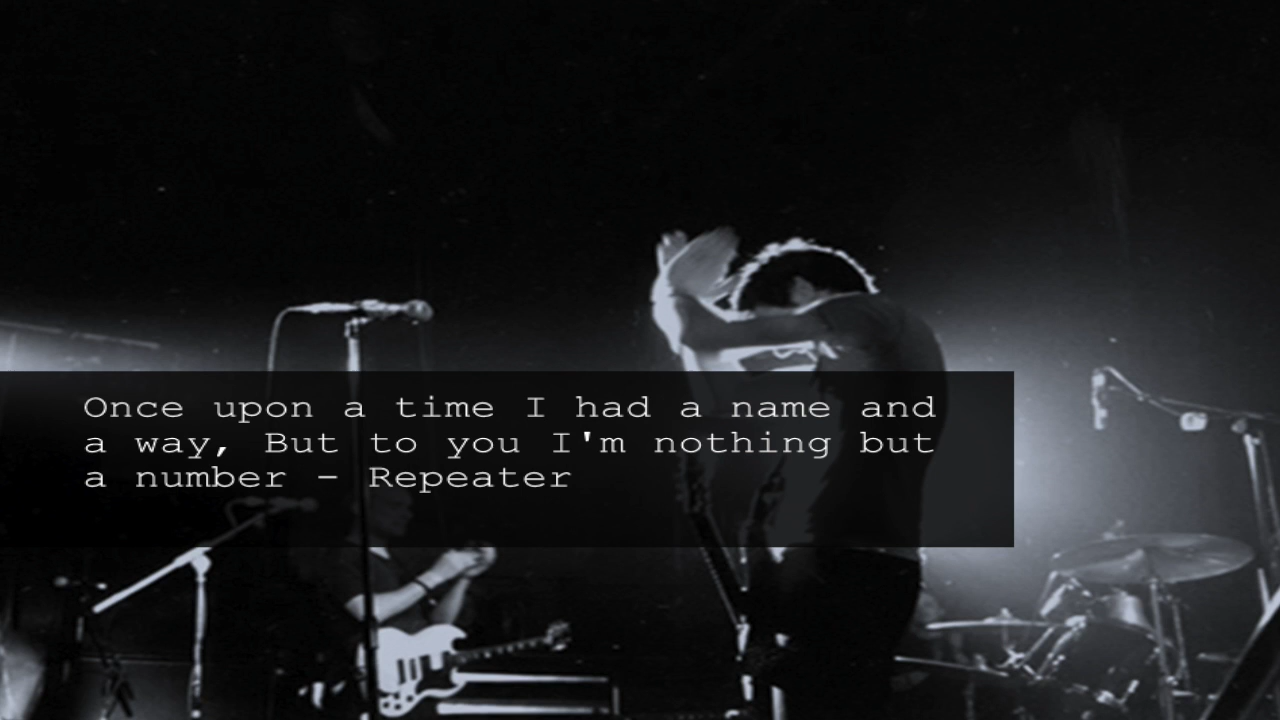 Once upon a time I had a name and
a way, But to you I'm nothing but
a number - Repeater